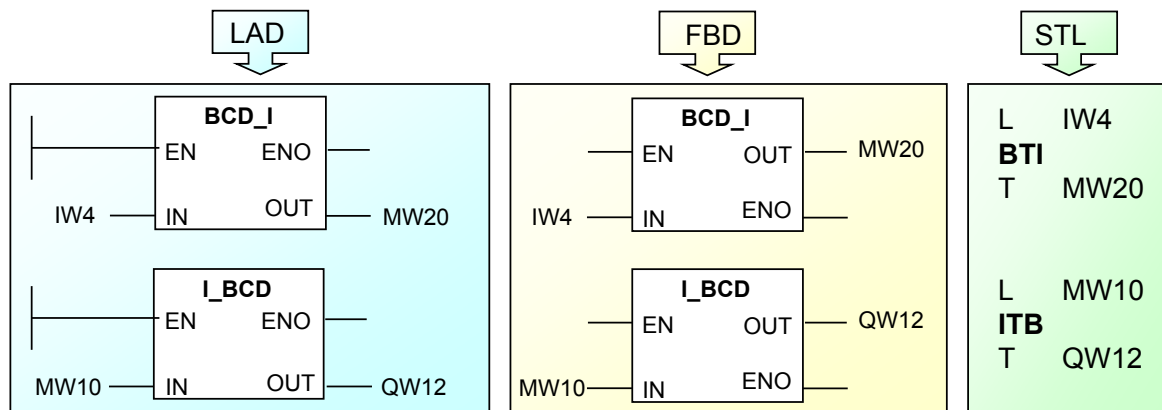 LAD
BCD_I
EN ENO
IW4 IN OUT MW20
I_BCD
EN ENO
MW10 IN OUT QW12
FBD
BCD_I
EN OUT MW20
IW4 IN ENO
I_BCD
EN OUT QW12
MW10 IN ENO
STL
L IW4
BTI
T MW20
L MW10
ITB
T QW12